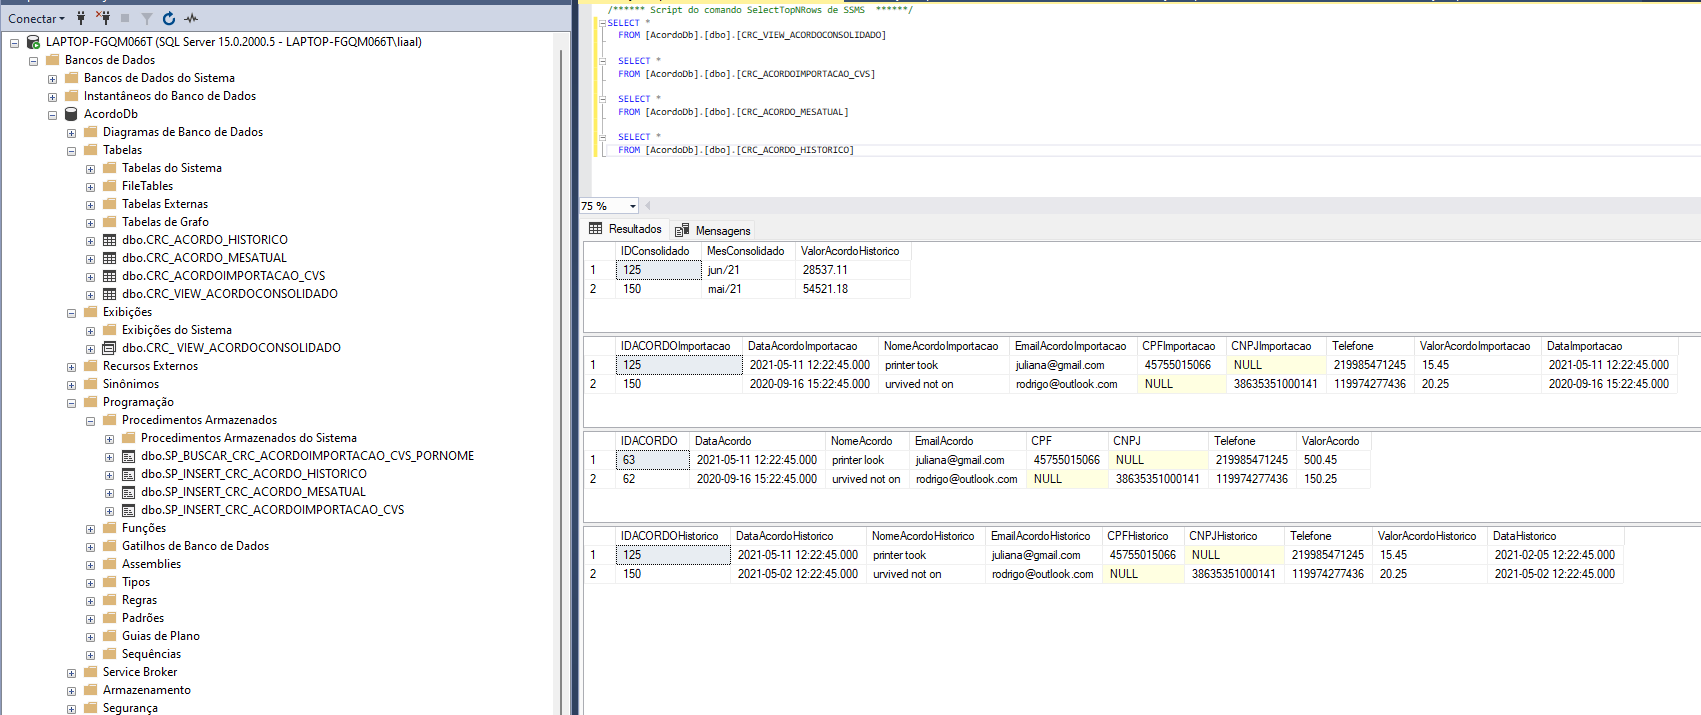 Conectar
LAPTOP-FGQM066T (SQL Server 15.0.2000.5 - LAPTOP-FGQM066T\liaal)
Bancos de Dados
Bancos de Dados do Sistema
Instantâneos do Banco de Dados
AcordoDb
Diagramas de Banco de Dados
Tabelas
Tabelas do Sistema
FileTables
Tabelas Externas
Tabelas de Grafo
dbo.CRC_ACORDO_HISTORICO
dbo.CRC_ACORDO_MESATUAL
dbo.CRC_ACORDOIMPORTACAO_CVS
dbo.CRC_VIEW_ACORDOCONSOLIDADO
Exibições
Exibições do Sistema
dbo.CRC_ VIEW_ACORDOCONSOLIDADO
Recursos Externos
Sinônimos
Programação
Procedimentos Armazenados
Procedimentos Armazenados do Sistema
dbo.SP_BUSCAR_CRC_ACORDOIMPORTACAO_CVS_PORNOME
dbo.SP_INSERT_CRC_ACORDO_HISTORICO
dbo.SP_INSERT_CRC_ACORDO_MESATUAL
dbo.SP_INSERT_CRC_ACORDOIMPORTACAO_CVS
Funções
Gatilhos de Banco de Dados
Assemblies
Tipos
Regras
Padrões
Guias de Plano
Sequências
Service Broker
Armazenamento
Segurança
/****** Script do comando SelectTopNRows de SSMS  ******/
SELECT *
FROM [AcordoDb].[dbo].[CRC_VIEW_ACORDOCONSOLIDADO]
SELECT *
FROM [AcordoDb].[dbo].[CRC_ACORDOIMPORTACAO_CVS]
SELECT *
FROM [AcordoDb].[dbo].[CRC_ACORDO_MESATUAL]
SELECT *
FROM [AcordoDb].[dbo].[CRC_ACORDO_HISTORICO]
75 %
Resultados Mensagens
IDConsolidado MesConsolidado ValorAcordoHistorico
1 125 jun/21 28537.11
2 150 mai/21 54521.18
IDACORDOImportacao DataAcordoImportacao NomeAcordoImportacao EmailAcordoImportacao CPFImportacao CNPJImportacao Telefone ValorAcordoImportacao DataImportacao
1 125 2021-05-11 12:22:45.000 printer took juliana@gmail.com 45755015066 NULL 219985471245 15.45 2021-05-11 12:22:45.000
2 150 2020-09-16 15:22:45.000 urvived not on rodrigo@outlook.com NULL 38635351000141 119974277436 20.25 2020-09-16 15:22:45.000
IDACORDO DataAcordo NomeAcordo EmailAcordo CPF CNPJ Telefone ValorAcordo
1 63 2021-05-11 12:22:45.000 printer look juliana@gmail.com 45755015066 NULL 219985471245 500.45
2 62 2020-09-16 15:22:45.000 urvived not on rodrigo@outlook.com NULL 38635351000141 119974277436 150.25
IDACORDOHistorico DataAcordoHistorico NomeAcordoHistorico EmailAcordoHistorico CPFHistorico CNPJHistorico Telefone ValorAcordoHistorico DataHistorico
1 125 2021-05-11 12:22:45.000 printer took juliana@gmail.com 45755015066 NULL 219985471245 15.45 2021-02-05 12:22:45.000
2 150 2021-05-02 12:22:45.000 urvived not on rodrigo@outlook.com NULL 38635351000141 119974277436 20.25 2021-05-02 12:22:45.000